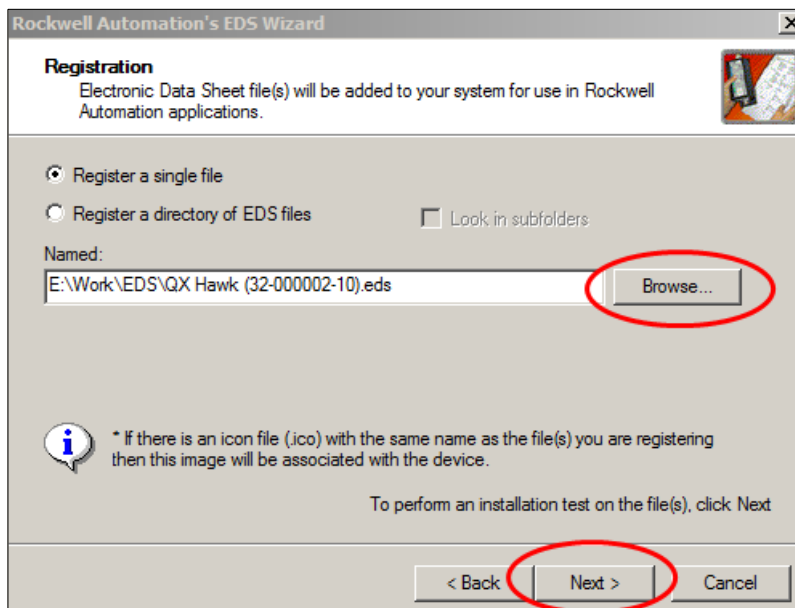 Rockwell Automation's EDS Wizard
Registration
Electronic Data Sheet file(s) will be added to your system for use in Rockwell
Automation applications.
Register a single file
Register a directory of EDS files
Look in subfolders
Named:
E:\Work\EDS\QX Hawk (32-000002-10).eds
Browse...
* If there is an icon file (.ico) with the same name as the file(s) you are registering
then this image will be associated with the device.
To perform an installation test on the file(s), click Next
< Back
Next >
Cancel